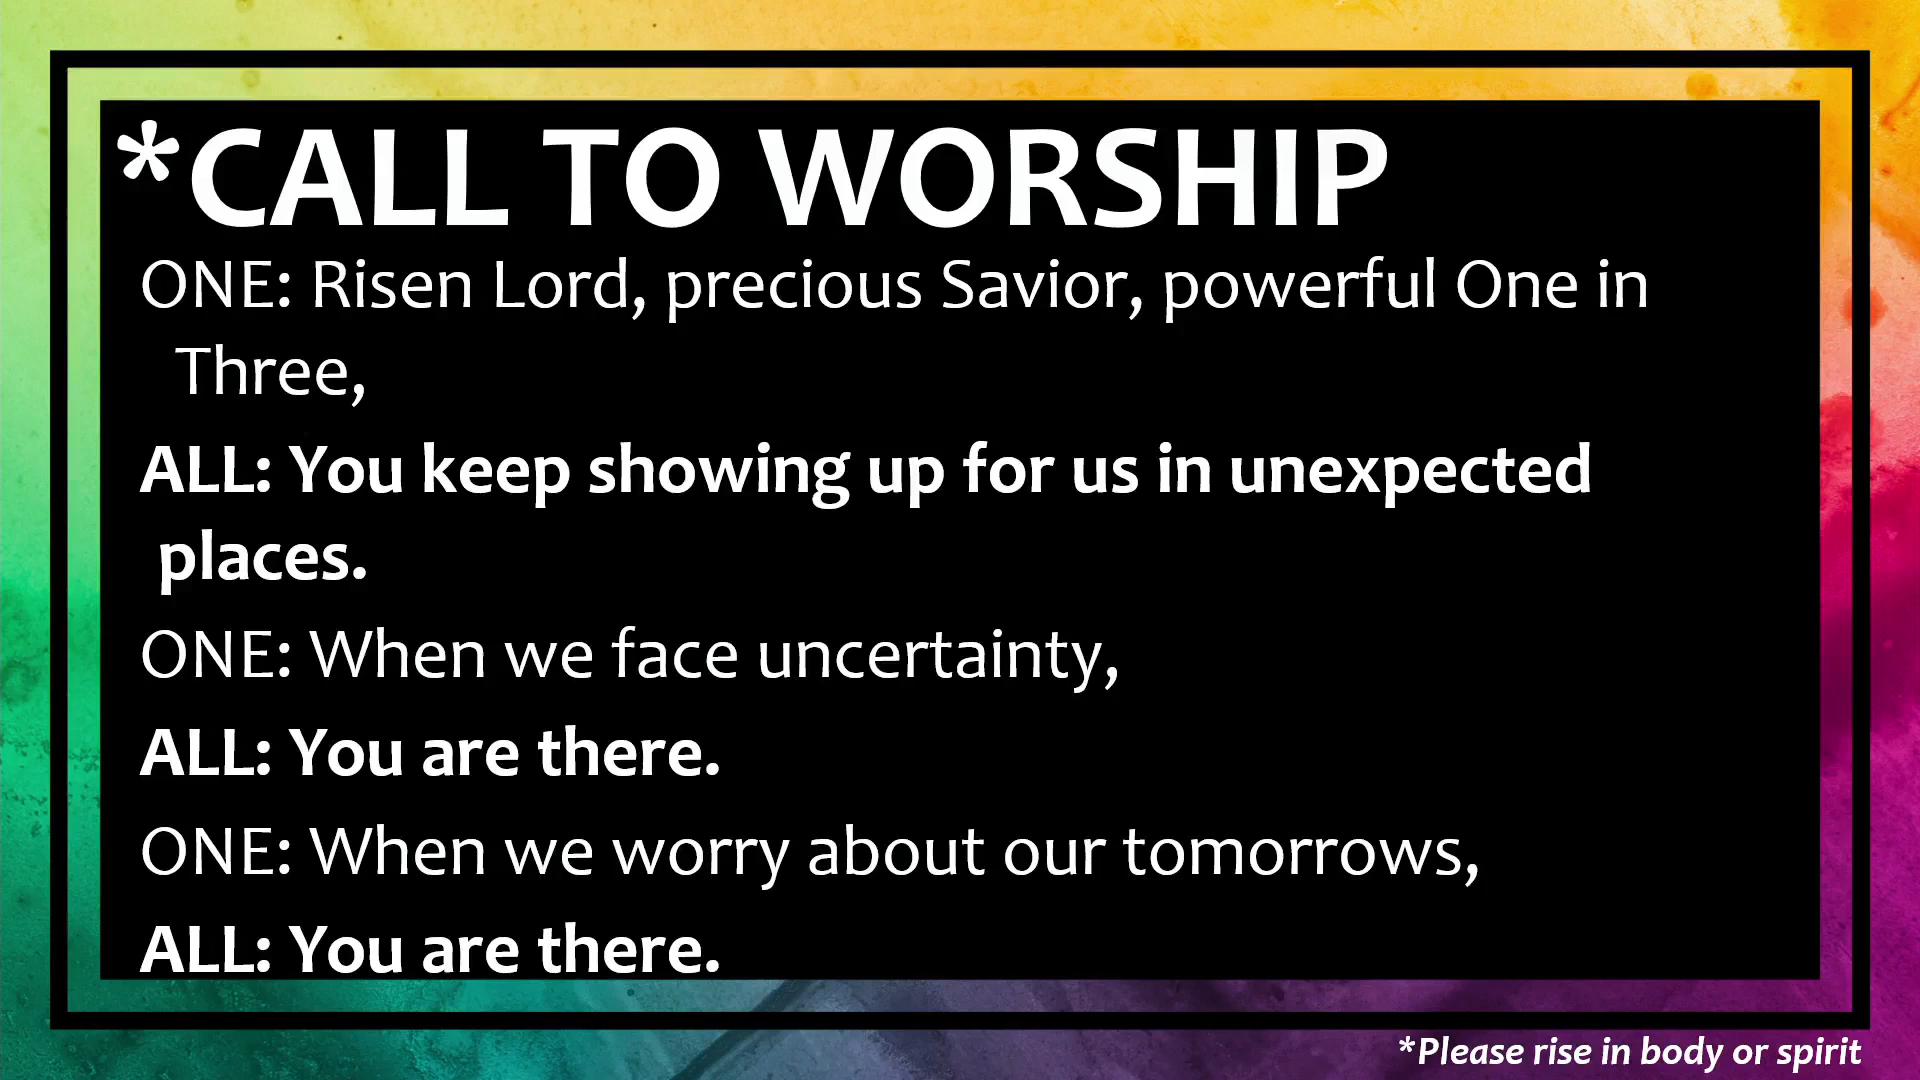 *CALL TO WORSHIP
ONE: Risen Lord, precious Savior, powerful One in
Three,
ALL: You keep showing up for us in unexpected
places.
ONE: When we face uncertainty,
ALL: You are there.
ONE: When we worry about our tomorrows,
ALL: You are there.
*Please rise in body or spirit